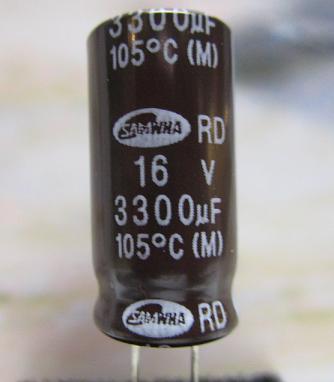 3300µF
105°C (M)
SAMWHA RD
16 V
3300µF
105°C (M)
SAMWHA RD